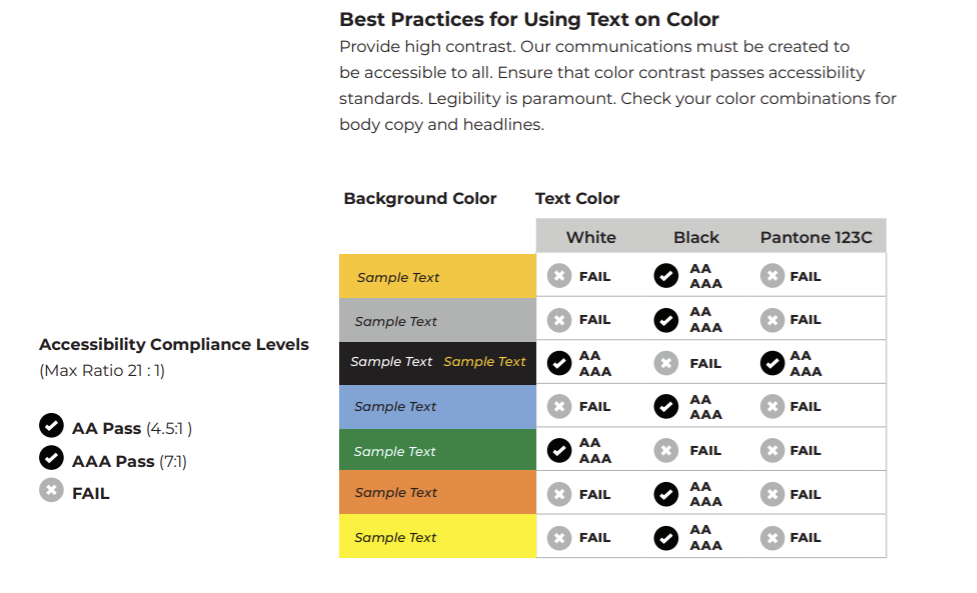 Best Practices for Using Text on Color
Provide high contrast. Our communications must be created to
be accessible to all. Ensure that color contrast passes accessibility
standards. Legibility is paramount. Check your color combinations for
body copy and headlines.
Background Color Text Color
White Black Pantone 123C
Sample Text FAIL AA AAA FAIL
Sample Text FAIL AA AAA FAIL
Sample Text Sample Text AA AAA FAIL AA AAA
Sample Text FAIL AA AAA FAIL
Sample Text AA AAA FAIL FAIL
Sample Text FAIL AA AAA FAIL
Sample Text FAIL AA AAA FAIL
Accessibility Compliance Levels
(Max Ratio 21 : 1)
AA Pass (4.5:1 )
AAA Pass (7:1)
FAIL